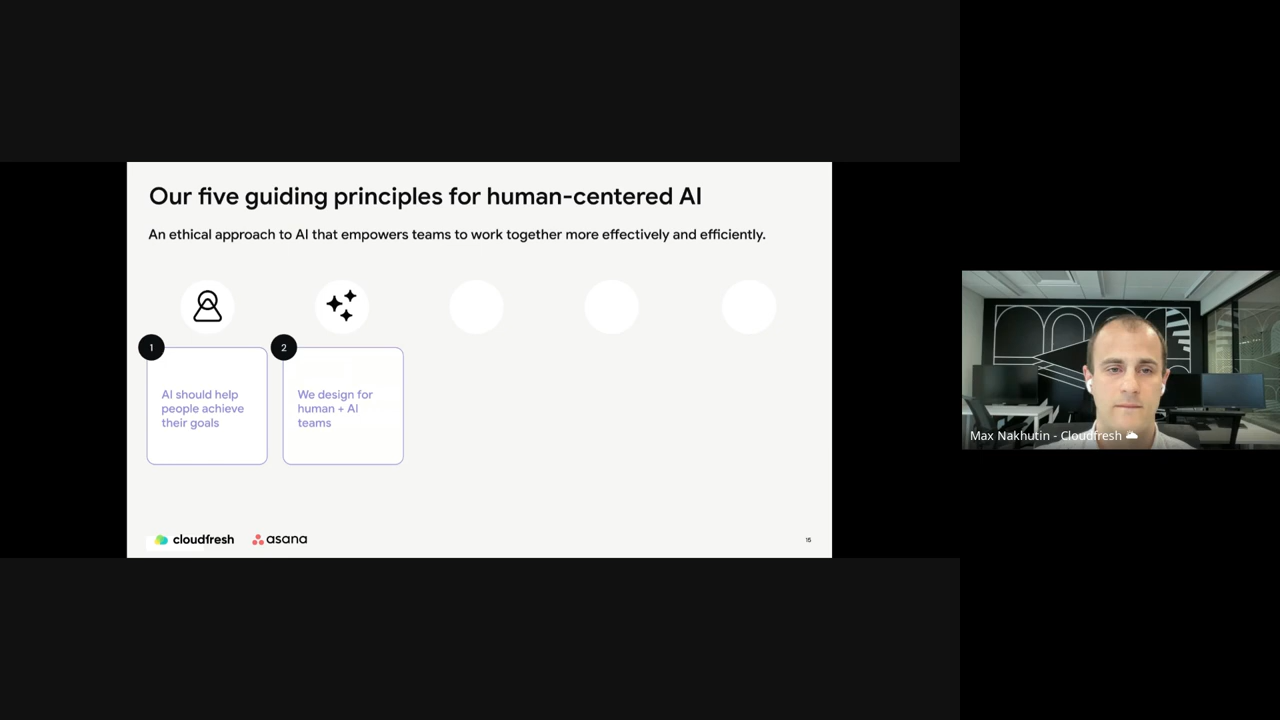 Our five guiding principles for human-centered AI
An ethical approach to AI that empowers teams to work together more effectively and efficiently.
1
AI should help
people achieve
their goals
2
We design for
human + AI
teams
cloudfresh
asana
Max Nakhutin - Cloudfresh